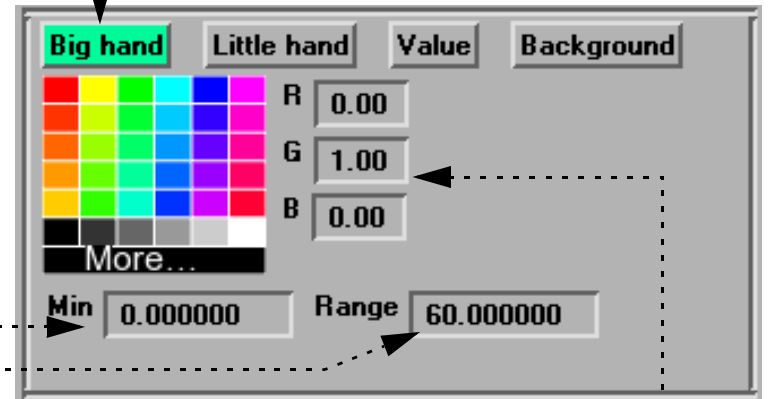 Big hand Little hand Value Background
R 0.00
G 1.00
B 0.00
More...
Min 0.000000 Range 60.000000